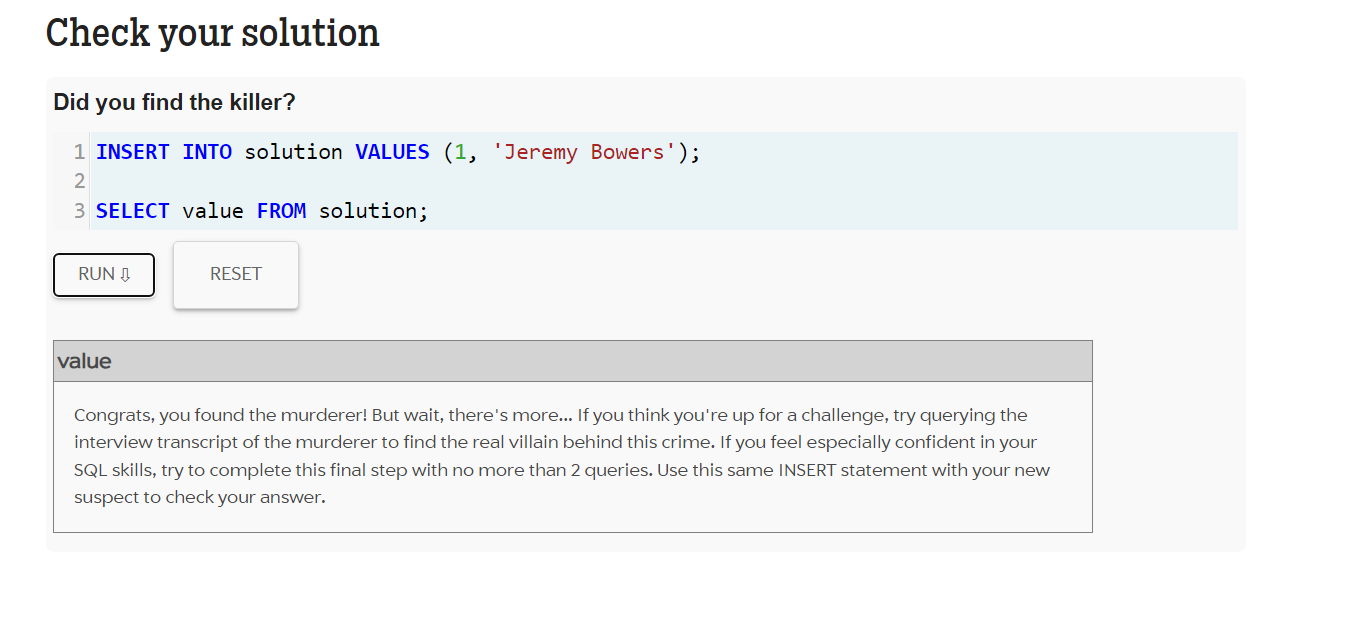 Check your solution
Did you find the killer?
1 INSERT INTO solution VALUES (1, 'Jeremy Bowers');
2
3 SELECT value FROM solution;
RUN ⇩ RESET
value
Congrats, you found the murderer! But wait, there's more... If you think you're up for a challenge, try querying the
interview transcript of the murderer to find the real villain behind this crime. If you feel especially confident in your
SQL skills, try to complete this final step with no more than 2 queries. Use this same INSERT statement with your new
suspect to check your answer.